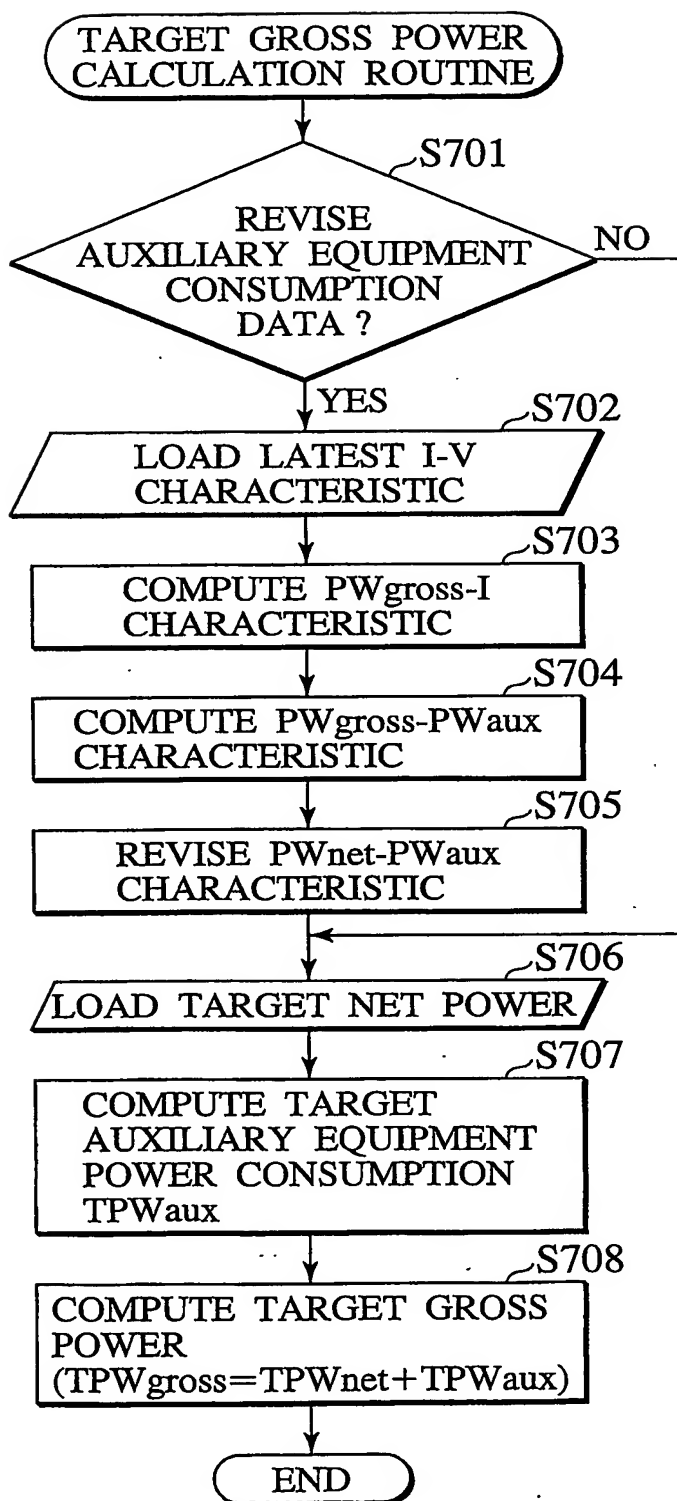 TARGET GROSS POWER
CALCULATION ROUTINE
S701
REVISE
AUXILIARY EQUIPMENT
CONSUMPTION
DATA ?
NO
YES
S702
LOAD LATEST I-V
CHARACTERISTIC
S703
COMPUTE PWgross-I
CHARACTERISTIC
S704
COMPUTE PWgross-PWaux
CHARACTERISTIC
S705
REVISE PWnet-PWaux
CHARACTERISTIC
S706
LOAD TARGET NET POWER
S707
COMPUTE TARGET
AUXILIARY EQUIPMENT
POWER CONSUMPTION
TPWaux
S708
COMPUTE TARGET GROSS
POWER
(TPWgross=TPWnet+TPWaux)
END